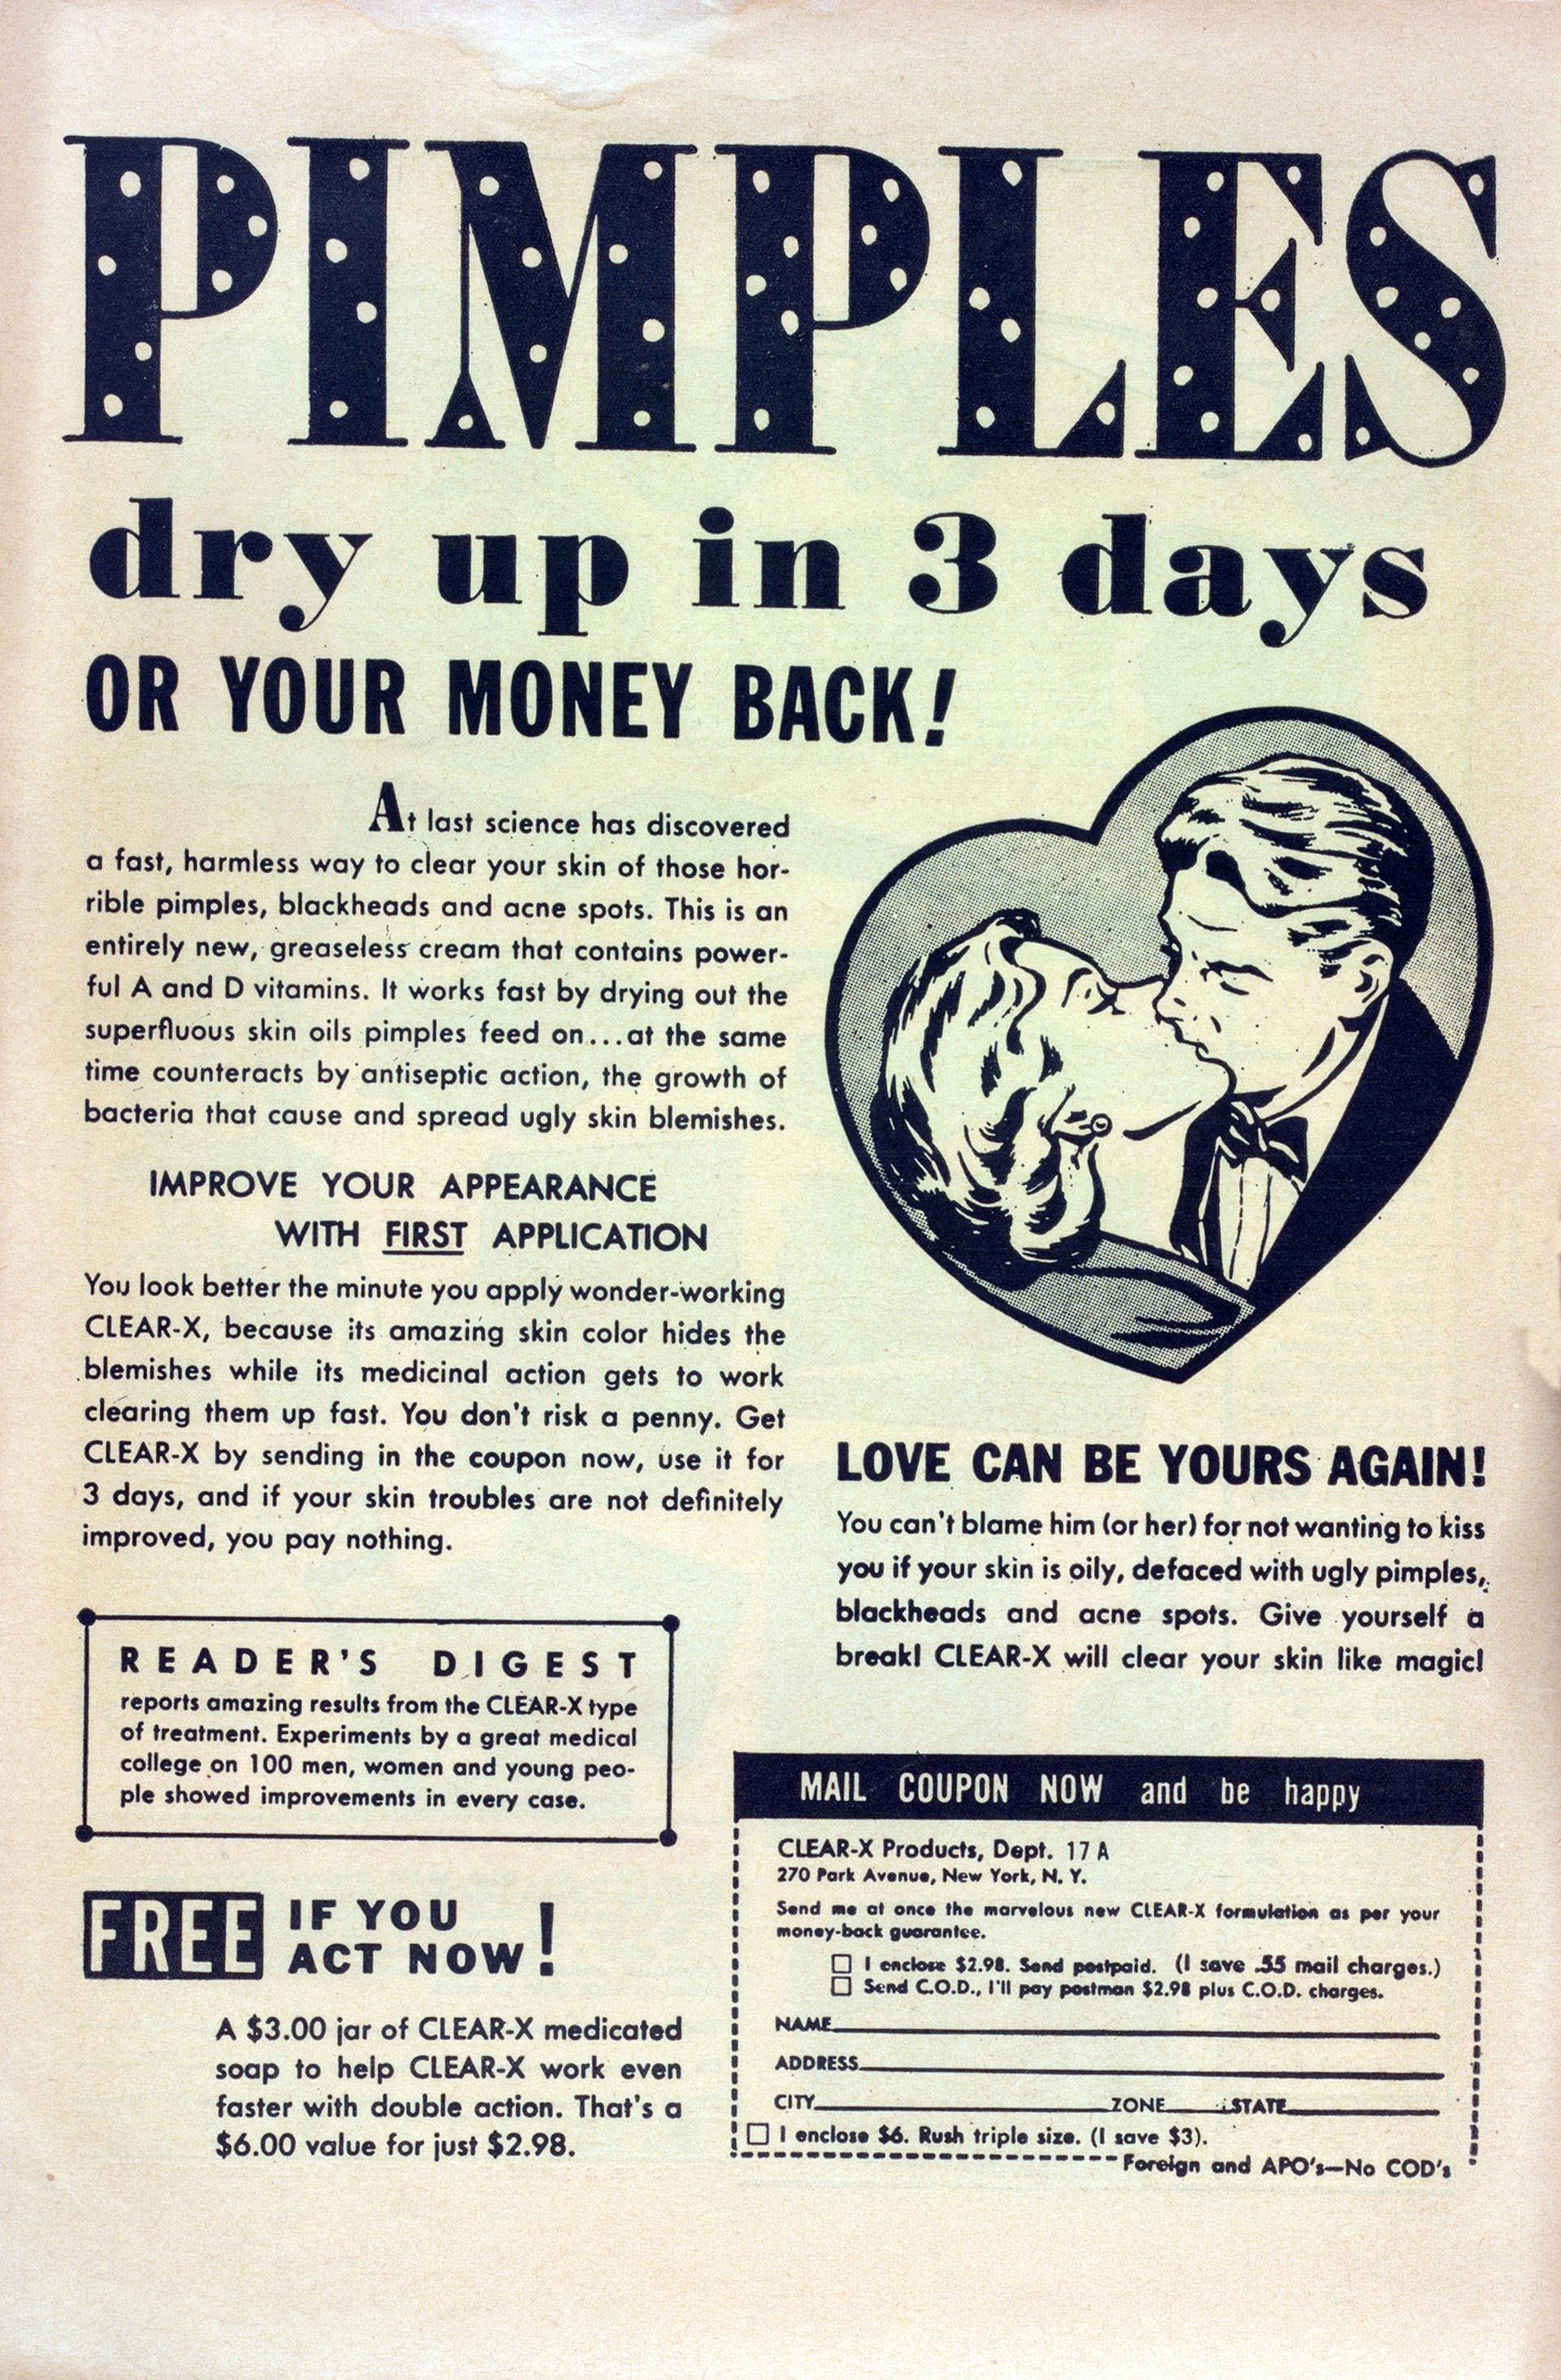 PIMPLES
dry up in 3 days
OR YOUR MONEY BACK!
At last science has discovered
a fast, harmless way to clear your skin of those hor-
rible pimples, blackheads and acne spots. This is an
entirely new, greaseless cream that contains power-
ful A and D vitamins. It works fast by drying out the
superfluous skin oils pimples feed on...at the same
time counteracts by antiseptic action, the growth of
bacteria that cause and spread ugly skin blemishes.
IMPROVE YOUR APPEARANCE
WITH FIRST APPLICATION
You look better the minute you apply wonder-working
CLEAR-X, because its amazing skin color hides the
blemishes while its medicinal action gets to work
clearing them up fast. You don't risk a penny. Get
CLEAR-X by sending in the coupon now, use it for
3 days, and if your skin troubles are not definitely
improved, you pay nothing.
READER'S DIGEST
reports amazing results from the CLEAR-X type
of treatment. Experiments by a great medical
college on 100 men, women and young peo-
ple showed improvements in every case.
FREE IF YOU
ACT NOW!
A $3.00 jar of CLEAR-X medicated
soap to help CLEAR-X work even
faster with double action. That's a
$6.00 value for just $2.98.
LOVE CAN BE YOURS AGAIN!
You can't blame him (or her) for not wanting to kiss
you if your skin is oily, defaced with ugly pimples,
blackheads and acne spots. Give yourself a
break! CLEAR-X will clear your skin like magic!
MAIL COUPON NOW and be happy
CLEAR-X Products, Dept. 17 A
270 Park Avenue, New York, N. Y.
Send me at once the marvelous new CLEAR-X formulation as per your
money-back guarantee.
I enclose $2.98. Send postpaid. (I save .55 mail charges.)
Send C.O.D., I'll pay postman $2.98 plus C.O.D. charges.
NAME
ADDRESS
CITY ZONE STATE
I enclose $6. Rush triple size. (I save $3).
Foreign and APO's—No COD's